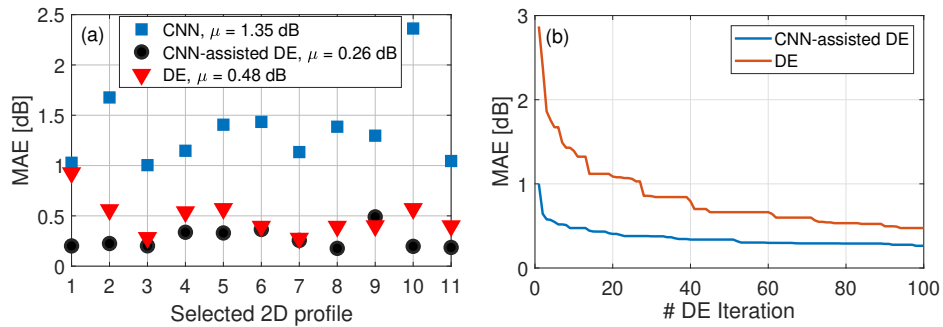 (a)
CNN, μ = 1.35 dB
CNN-assisted DE, μ = 0.26 dB
DE, μ = 0.48 dB
MAE [dB]
2.5
2
1.5
1
0.5
0
1 2 3 4 5 6 7 8 9 10 11
Selected 2D profile
(b)
CNN-assisted DE
DE
MAE [dB]
3
2
1
0
0 20 40 60 80 100
# DE Iteration